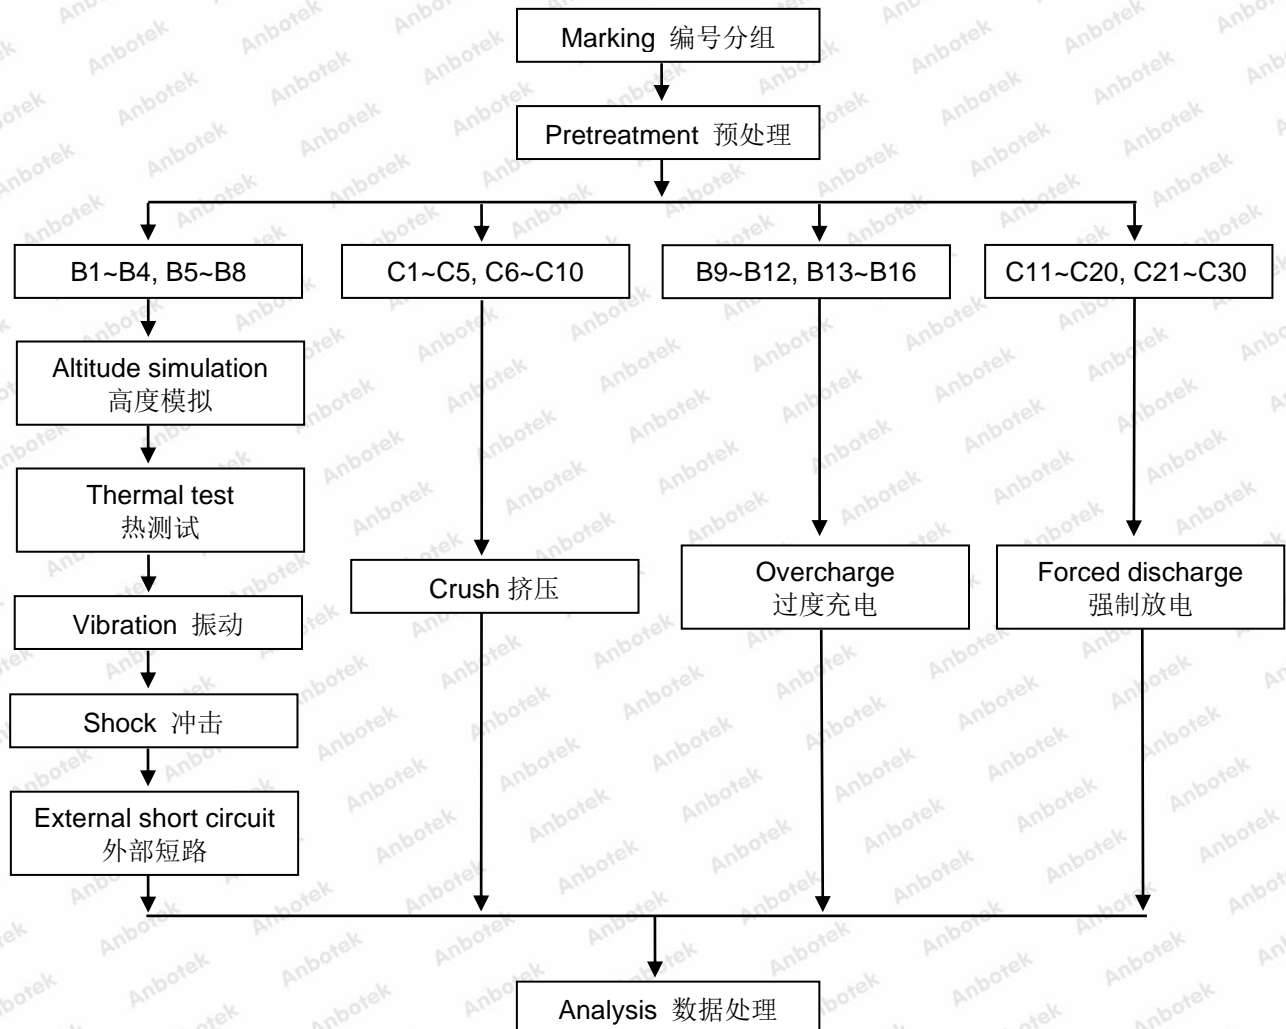 Marking 编号分组
Pretreatment 预处理
B1~B4, B5~B8
C1~C5, C6~C10
B9~B12, B13~B16
C11~C20, C21~C30
Altitude simulation
高度模拟
Thermal test
热测试
Vibration 振动
Shock 冲击
External short circuit
外部短路
Crush 挤压
Overcharge
过度充电
Forced discharge
强制放电
Analysis 数据处理
Anbotek